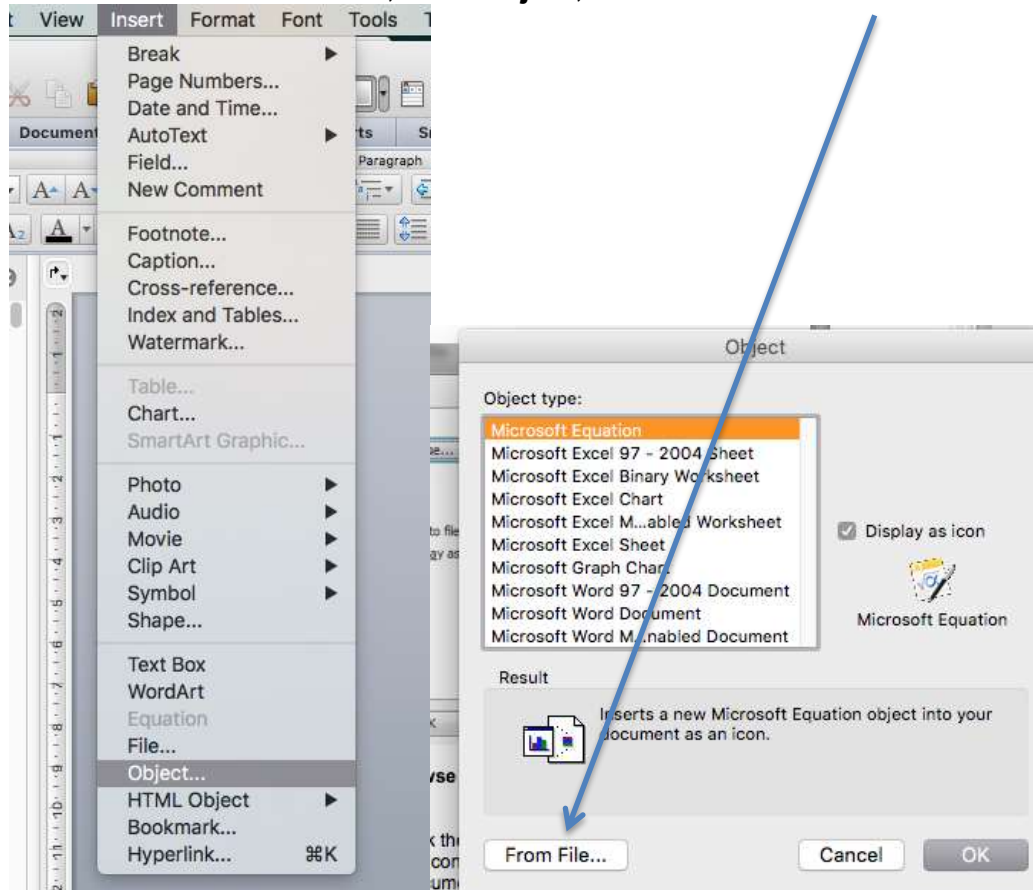 View Insert Format Font Tools
Break
Page Numbers...
Date and Time...
AutoText
Field...
New Comment
Footnote...
Caption...
Cross-reference...
Index and Tables...
Watermark...
Table...
Chart...
SmartArt Graphic...
Photo
Audio
Movie
Clip Art
Symbol
Shape...
Text Box
WordArt
Equation
File...
Object...
HTML Object
Bookmark...
Hyperlink... ⌘K
Document
Paragraph
Object
Object type:
Microsoft Equation
Microsoft Excel 97 - 2004 Sheet
Microsoft Excel Binary Worksheet
Microsoft Excel Chart
Microsoft Excel M...abled Worksheet
Microsoft Excel Sheet
Microsoft Graph Chart
Microsoft Word 97 - 2004 Document
Microsoft Word Document
Microsoft Word M...nabled Document
Display as icon
Microsoft Equation
Result
Inserts a new Microsoft Equation object into your
document as an icon.
From File...
Cancel
OK